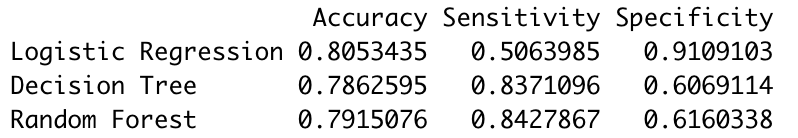 Accuracy Sensitivity Specificity
Logistic Regression 0.8053435 0.5063985 0.9109103
Decision Tree 0.7862595 0.8371096 0.6069114
Random Forest 0.7915076 0.8427867 0.6160338